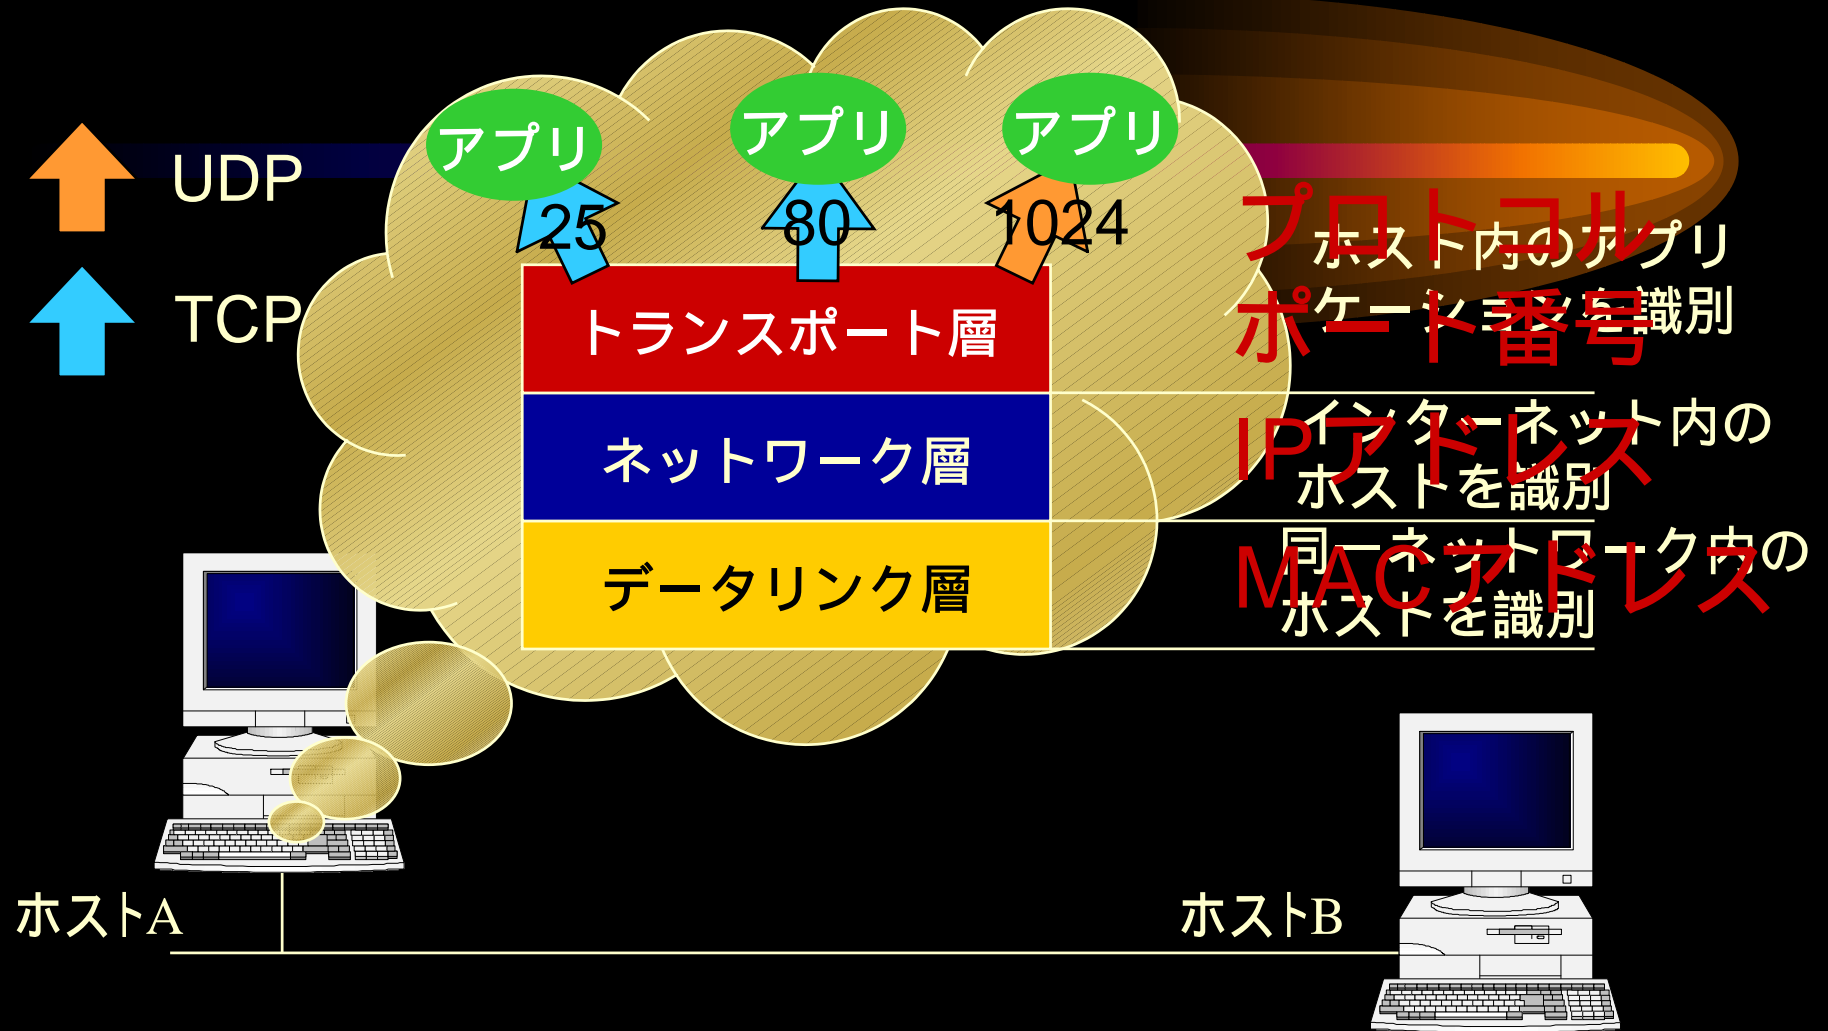 アプリ
アプリ
アプリ
UDP
25
80
1024
TCP
プロトコル
ポート番号
ホスト内のアプリ
ケーションを識別
トランスポート層
IPアドレス
インターネット内の
ホストを識別
ネットワーク層
MACアドレス
同一ネットワーク内の
ホストを識別
データリンク層
ホストA
ホストB